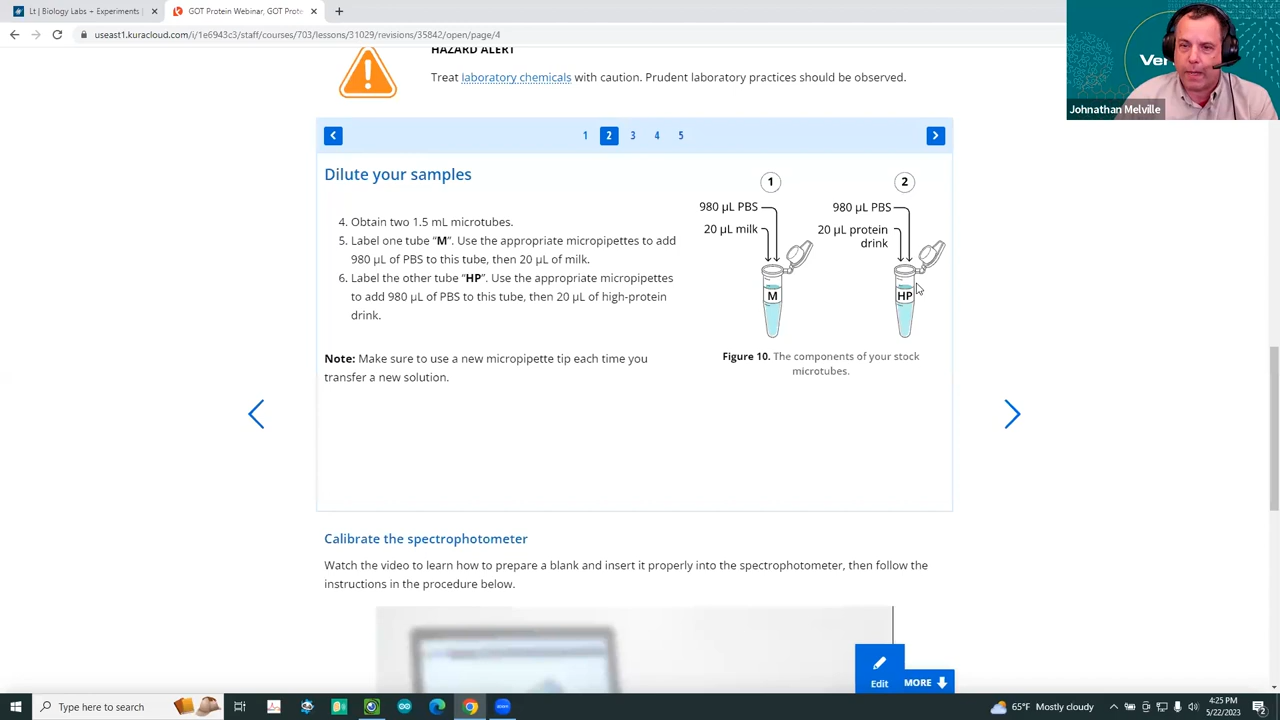 Lt | Biology Labs + Experiments |
GOT Protein Webinar, GOT Prote
useast1.kuracloud.com/i/1e6943c3/staff/courses/703/lessons/31029/revisions/35842/open/page/4
Johnathan Melville
HAZARD ALERT
Treat laboratory chemicals with caution. Prudent laboratory practices should be observed.
1 2 3 4 5
Dilute your samples
4. Obtain two 1.5 mL microtubes.
5. Label one tube “M”. Use the appropriate micropipettes to add
980 µL of PBS to this tube, then 20 µL of milk.
6. Label the other tube “HP”. Use the appropriate micropipettes
to add 980 µL of PBS to this tube, then 20 µL of high-protein
drink.
Note: Make sure to use a new micropipette tip each time you
transfer a new solution.
1
980 µL PBS
20 µL milk
M
2
980 µL PBS
20 µL protein
drink
HP
Figure 10. The components of your stock
microtubes.
Calibrate the spectrophotometer
Watch the video to learn how to prepare a blank and insert it properly into the spectrophotometer, then follow the
instructions in the procedure below.
Edit
MORE
Type here to search
65°F Mostly cloudy
4:25 PM
5/22/2023
2